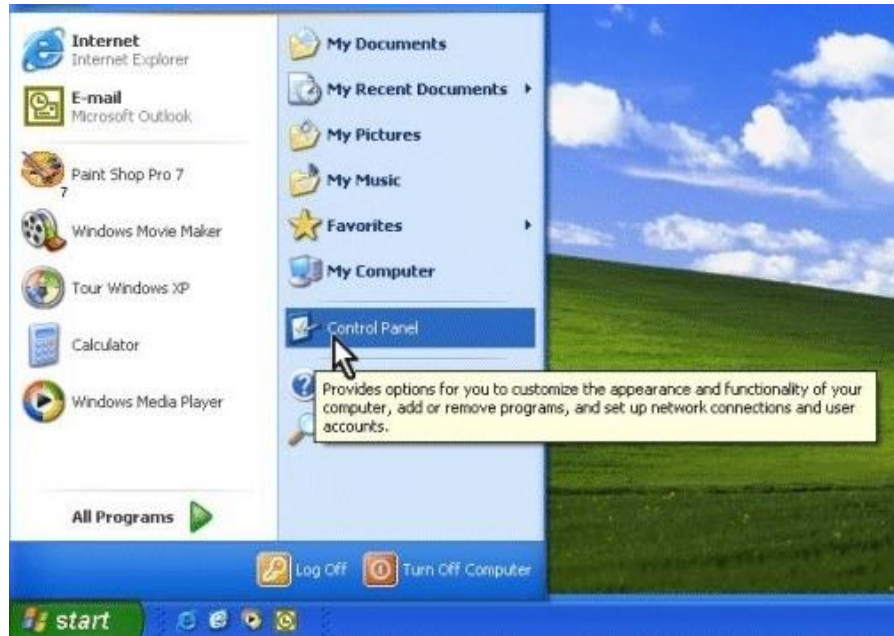 Internet
Internet Explorer
E-mail
Microsoft Outlook
Paint Shop Pro 7
7
Windows Movie Maker
Tour Windows XP
Calculator
Windows Media Player
All Programs
My Documents
My Recent Documents
My Pictures
My Music
Favorites
My Computer
Control Panel
Provides options for you to customize the appearance and functionality of your
computer, add or remove programs, and set up network connections and user
accounts.
Log Off
Turn Off Computer
start